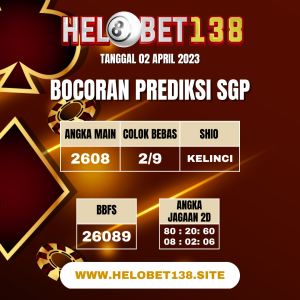 HELOBET138
TANGGAL 02 APRIL 2023
BOCORAN PREDIKSI SGP
ANGKA MAIN COLOK BEBAS SHIO
2608 2/9 KELINCI
BBFS
26089
ANGKA
JAGAAN 2D
80 : 20: 60
08 : 02: 06
WWW.HELOBET138.SITE